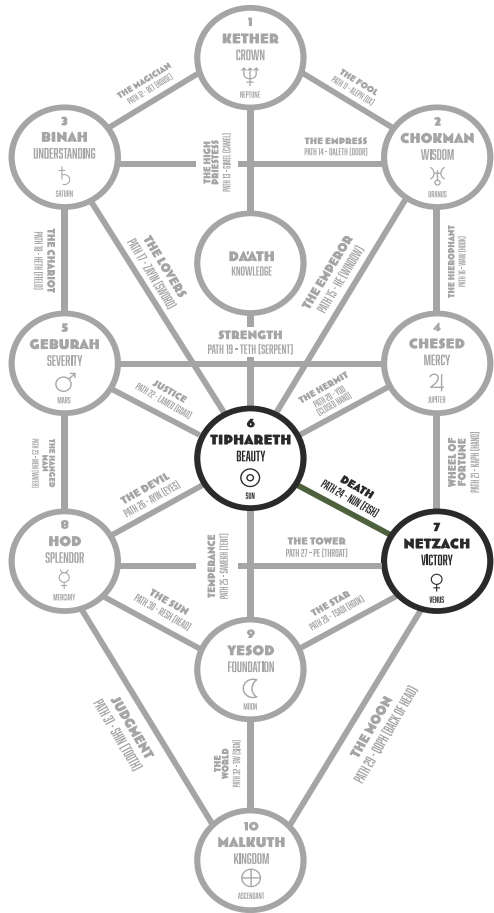 1
KETHER
CROWN
NEPTUNE
THE MAGICIAN
PATH 12 - BET (HOUSE)
THE FOOL
PATH 11 - ALEPH (OX)
3
BINAH
UNDERSTANDING
SATURN
THE HIGH
PRIESTESS
PATH 13 - GIMEL (CAMEL)
THE EMPRESS
PATH 14 - DALETH (DOOR)
2
CHOKMAH
WISDOM
URANUS
THE CHARIOT
PATH 18 - HETH (FIELD)
THE LOVERS
PATH 17 - ZAYIN (SWORD)
DA'ATH
KNOWLEDGE
THE EMPEROR
PATH 15 - HE (WINDOW)
THE HIEROPHANT
PATH 16 - WAW (HOOK)
5
GEBURAH
SEVERITY
MARS
STRENGTH
PATH 19 - TETH (SERPENT)
4
CHESED
MERCY
JUPITER
JUSTICE
PATH 22 - LAMED (GOAD)
THE HERMIT
PATH 20 - YOD
(CLOSED HAND)
6
TIPHARETH
BEAUTY
SUN
THE HANGED
MAN
PATH 23 - MEM (WATER)
THE DEVIL
PATH 26 - AYIN (EYES)
DEATH
PATH 24 - NUN (FISH)
WHEEL OF
FORTUNE
PATH 21 - KAPH (HAND)
8
HOD
SPLENDOR
MERCURY
TEMPERANCE
PATH 25 - SAMEKH (TENT)
THE TOWER
PATH 27 - PE (THROAT)
7
NETZACH
VICTORY
VENUS
THE SUN
PATH 30 - RESH (HEAD)
THE STAR
PATH 28 - TSADI (HOOK)
9
YESOD
FOUNDATION
MOON
JUDGMENT
PATH 31 - SHIN (TOOTH)
THE
WORLD
PATH 32 - TAV (SIGN)
THE MOON
PATH 29 - QOPH (BACK OF HEAD)
10
MALKUTH
KINGDOM
ASCENDANT